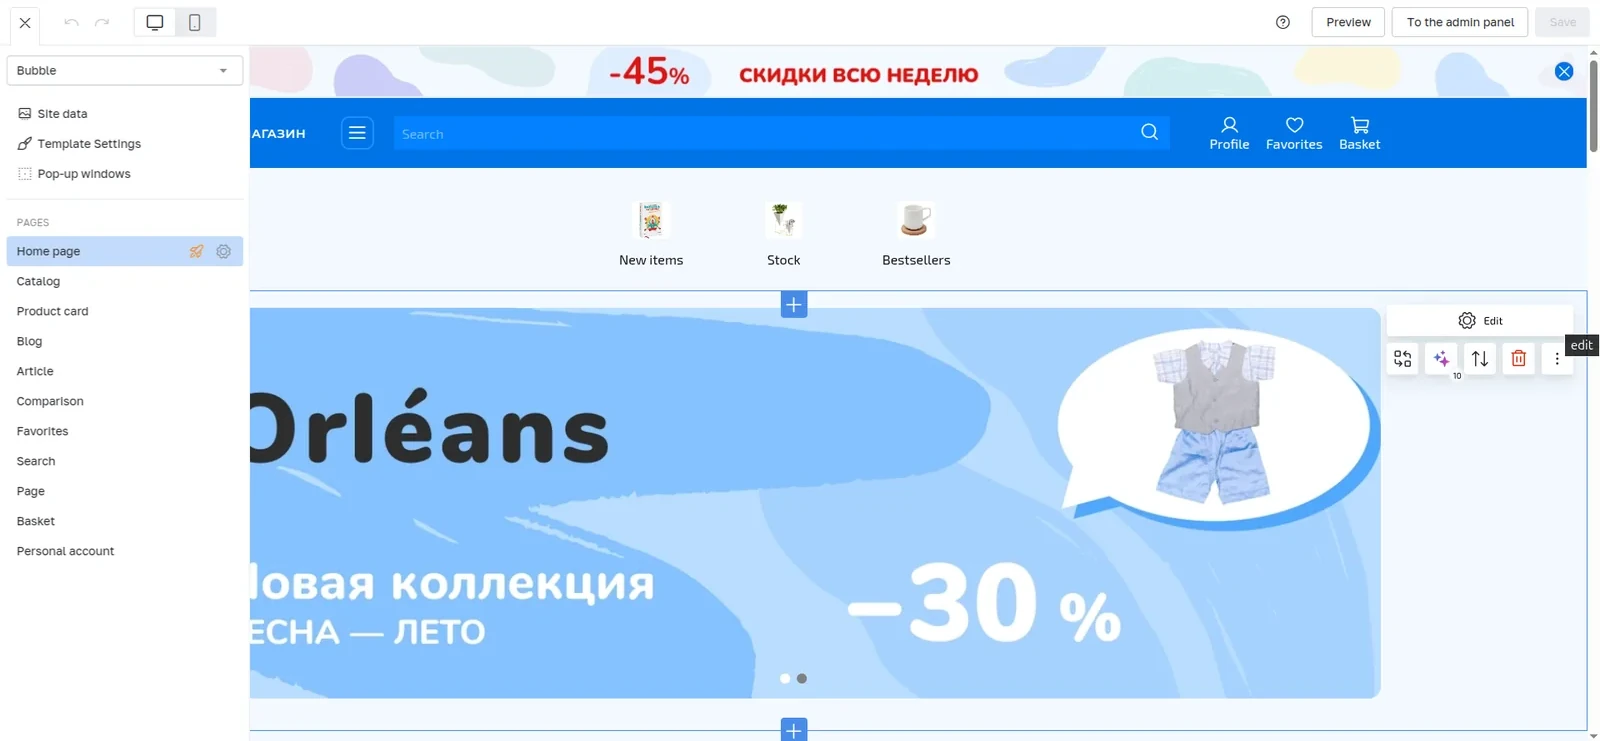 Preview
To the admin panel
Save
Bubble
Site data
Template Settings
Pop-up windows
PAGES
Home page
Catalog
Product card
Blog
Article
Comparison
Favorites
Search
Page
Basket
Personal account
-45%
СКИДКИ ВСЮ НЕДЕЛЮ
АГАЗИН
Search
Profile
Favorites
Basket
New items
Stock
Bestsellers
Edit
edit
10
Orléans
овая коллекция
ЕСНА — ЛЕТО
–30 %